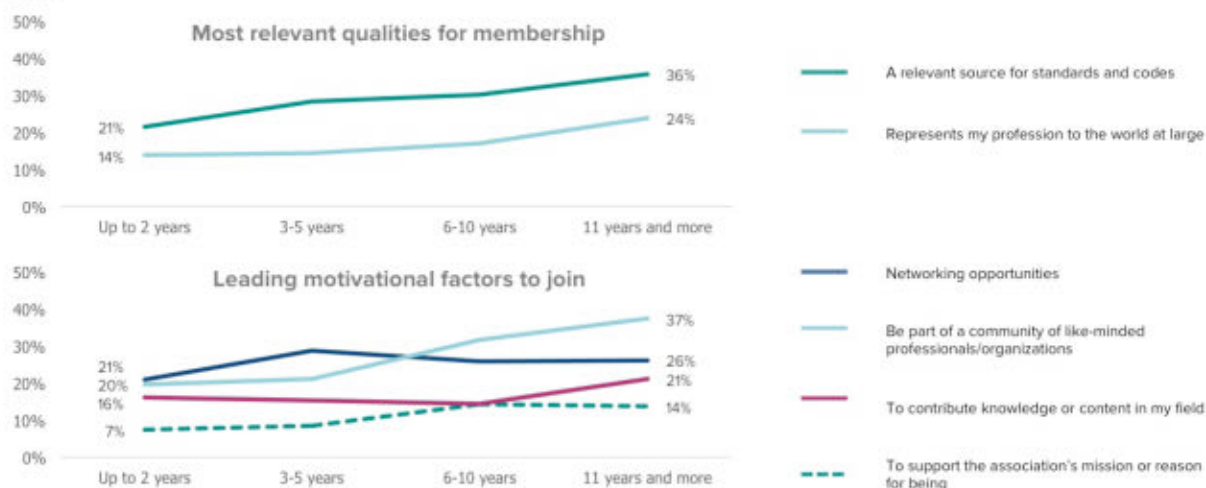 50%
Most relevant qualities for membership
40%
30%
20%
10%
0%
21%
14%
36%
24%
Up to 2 years
3-5 years
6-10 years
11 years and more
A relevant source for standards and codes
Represents my profession to the world at large
50%
Leading motivational factors to join
40%
30%
20%
10%
0%
21%
20%
16%
7%
37%
26%
21%
14%
Up to 2 years
3-5 years
6-10 years
11 years and more
Networking opportunities
Be part of a community of like-minded
professionals/organizations
To contribute knowledge or content in my field
To support the association's mission or reason
for being